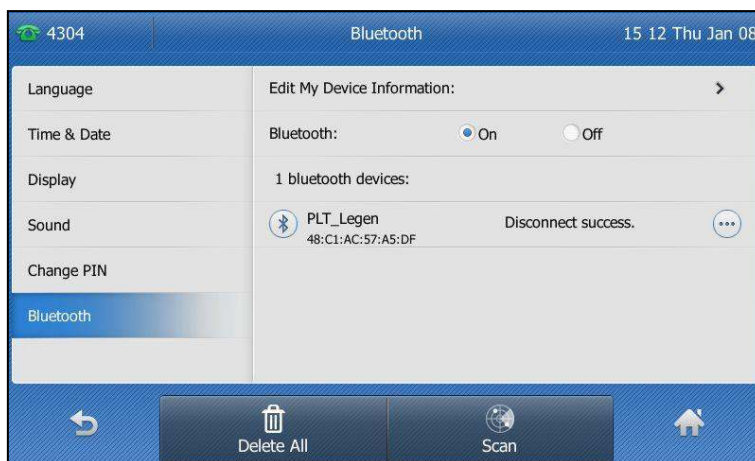 4304
Bluetooth
15 12 Thu Jan 08
Language
Time & Date
Display
Sound
Change PIN
Bluetooth
Edit My Device Information:
Bluetooth: On Off
1 bluetooth devices:
PLT_Legen Disconnect success.
48:C1:AC:57:A5:DF
Delete All
Scan